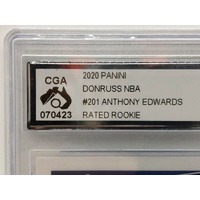 CGA
070423
2020 PANINI
DONRUSS NBA
#201 ANTHONY EDWARDS
RATED ROOKIE